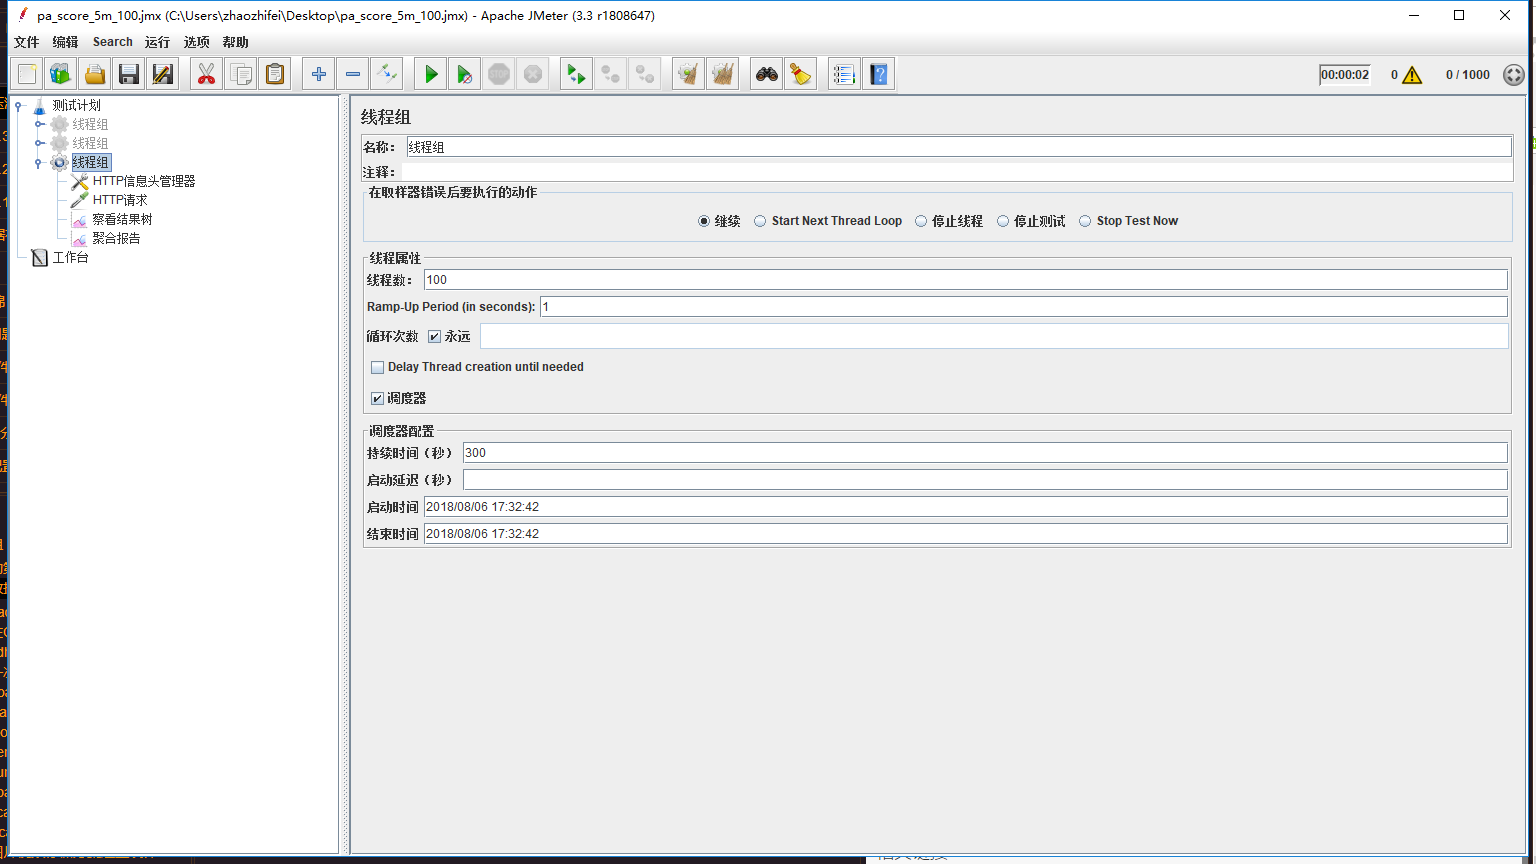 pa_score_5m_100.jmx (C:\Users\zhaozhifei\Desktop\pa_score_5m_100.jmx) - Apache JMeter (3.3 r1808647)
文件 编辑 Search 运行 选项 帮助
00:00:02 0 0 / 1000
测试计划
线程组
线程组
线程组
HTTP信息头管理器
HTTP请求
察看结果树
聚合报告
工作台
线程组
名称: 线程组
注释:
在取样器错误后要执行的动作
继续 Start Next Thread Loop 停止线程 停止测试 Stop Test Now
线程属性
线程数: 100
Ramp-Up Period (in seconds): 1
循环次数 永远
Delay Thread creation until needed
调度器
调度器配置
持续时间（秒） 300
启动延迟（秒）
启动时间 2018/08/06 17:32:42
结束时间 2018/08/06 17:32:42